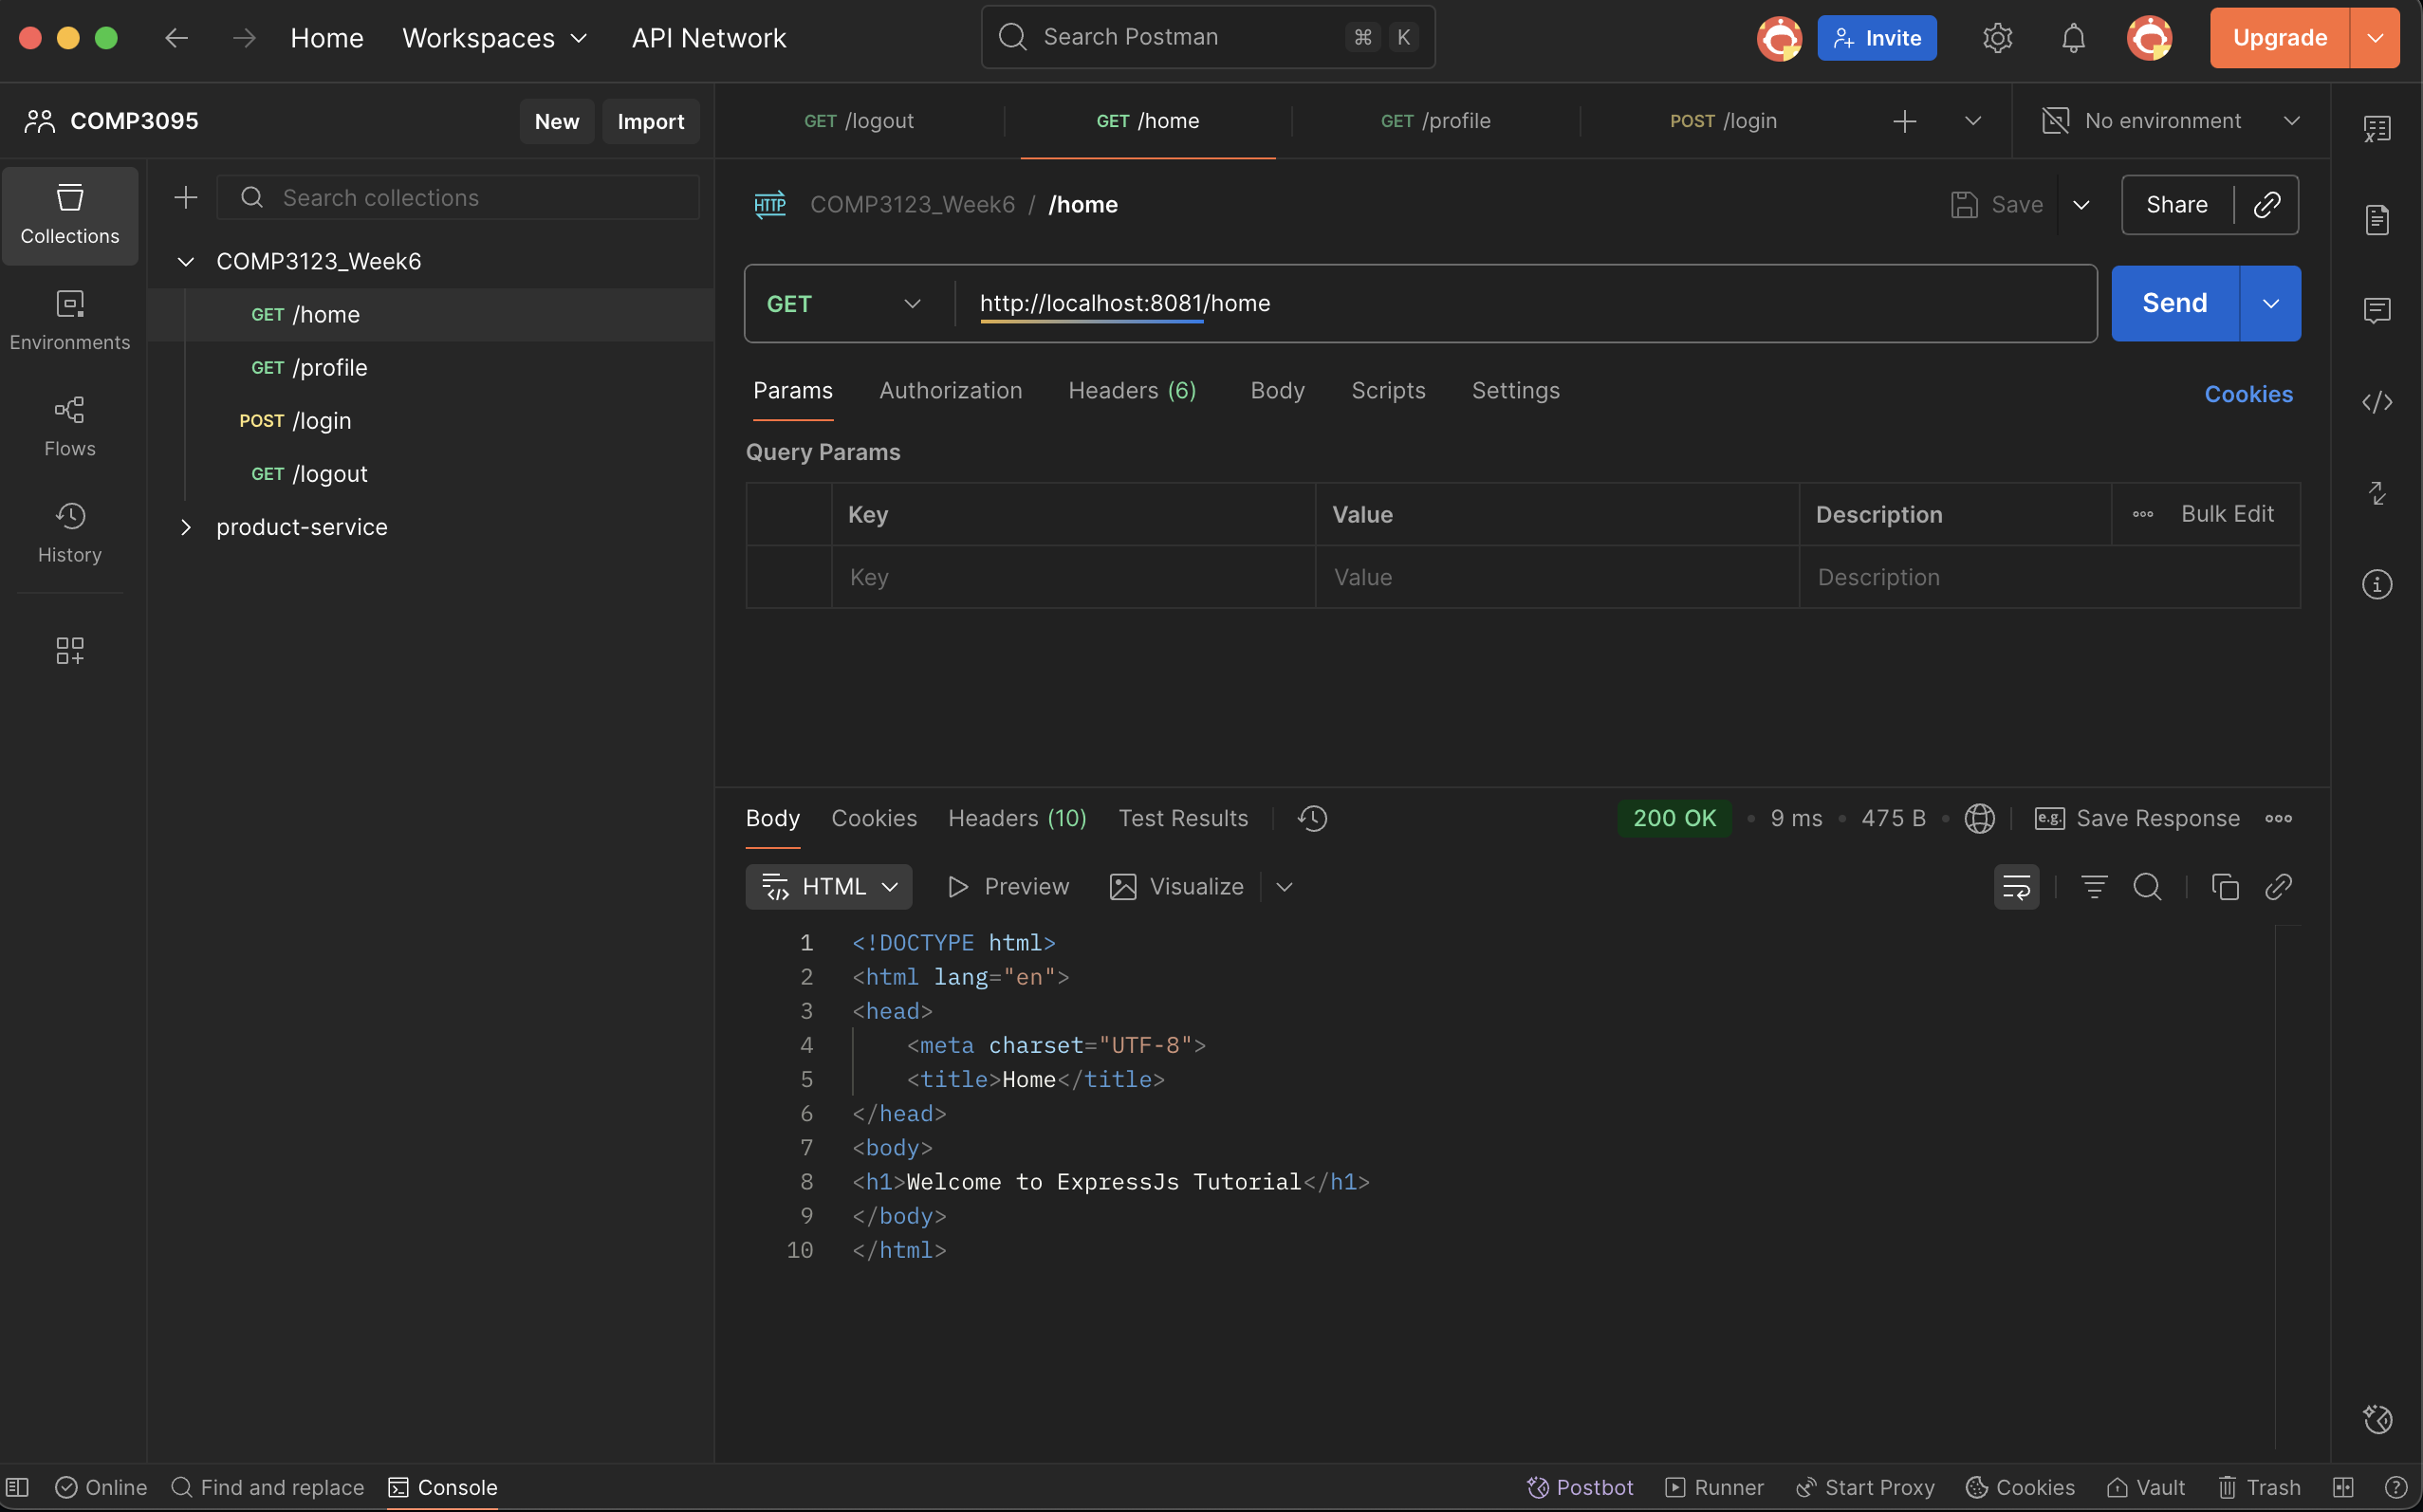 Home Workspaces API Network Search Postman ⌘ K Invite Upgrade
COMP3095 New Import
GET /logout GET /home GET /profile POST /login No environment
Collections
Environments
Flows
History
Search collections
COMP3123_Week6
GET /home
GET /profile
POST /login
GET /logout
product-service
HTTP COMP3123_Week6 / /home Save Share
GET http://localhost:8081/home Send
Params Authorization Headers (6) Body Scripts Settings Cookies
Query Params
Key Value Description Bulk Edit
Key Value Description
Body Cookies Headers (10) Test Results 200 OK 9 ms 475 B e.g. Save Response
HTML Preview Visualize
1 <!DOCTYPE html>
2 <html lang="en">
3 <head>
4 <meta charset="UTF-8">
5 <title>Home</title>
6 </head>
7 <body>
8 <h1>Welcome to ExpressJs Tutorial</h1>
9 </body>
10 </html>
Online Find and replace Console Postbot Runner Start Proxy Cookies Vault Trash